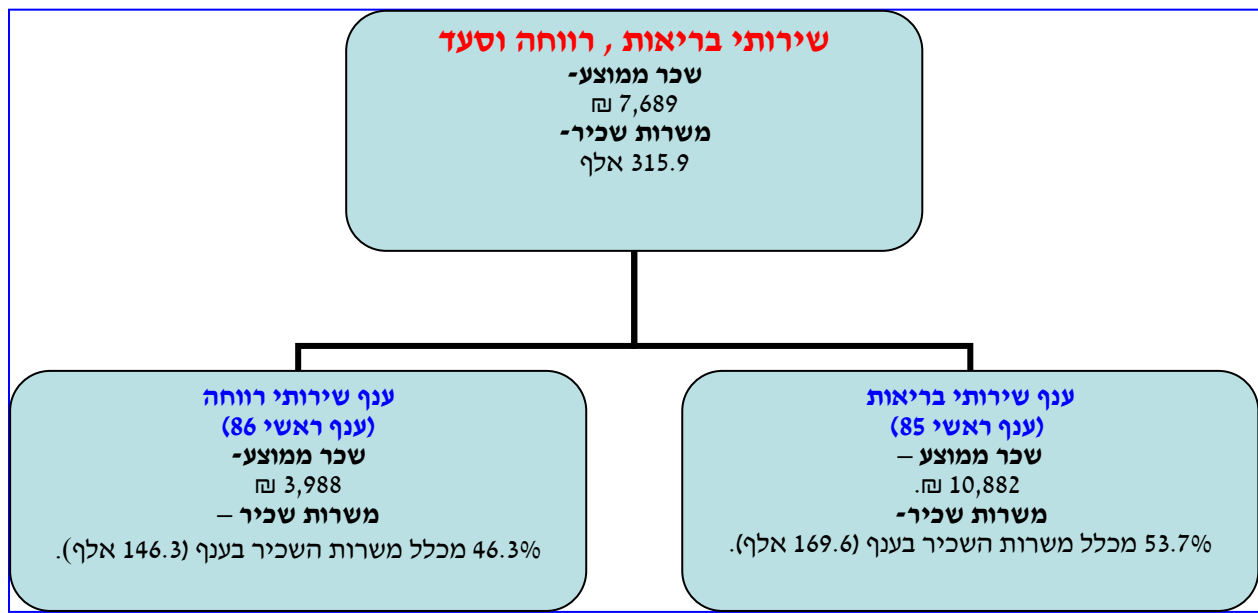 שירותי בריאות , רווחה וסעד
שכר ממוצע-
7,689 ₪
משרות שכיר-
315.9 אלף
ענף שירותי בריאות
(ענף ראשי 85)
שכר ממוצע –
10,882 ₪.
משרות שכיר-
53.7% מכלל משרות השכיר בענף (169.6 אלף).
ענף שירותי רווחה
(ענף ראשי 86)
שכר ממוצע-
3,988 ₪
משרות שכיר –
46.3% מכלל משרות השכיר בענף (146.3 אלף).